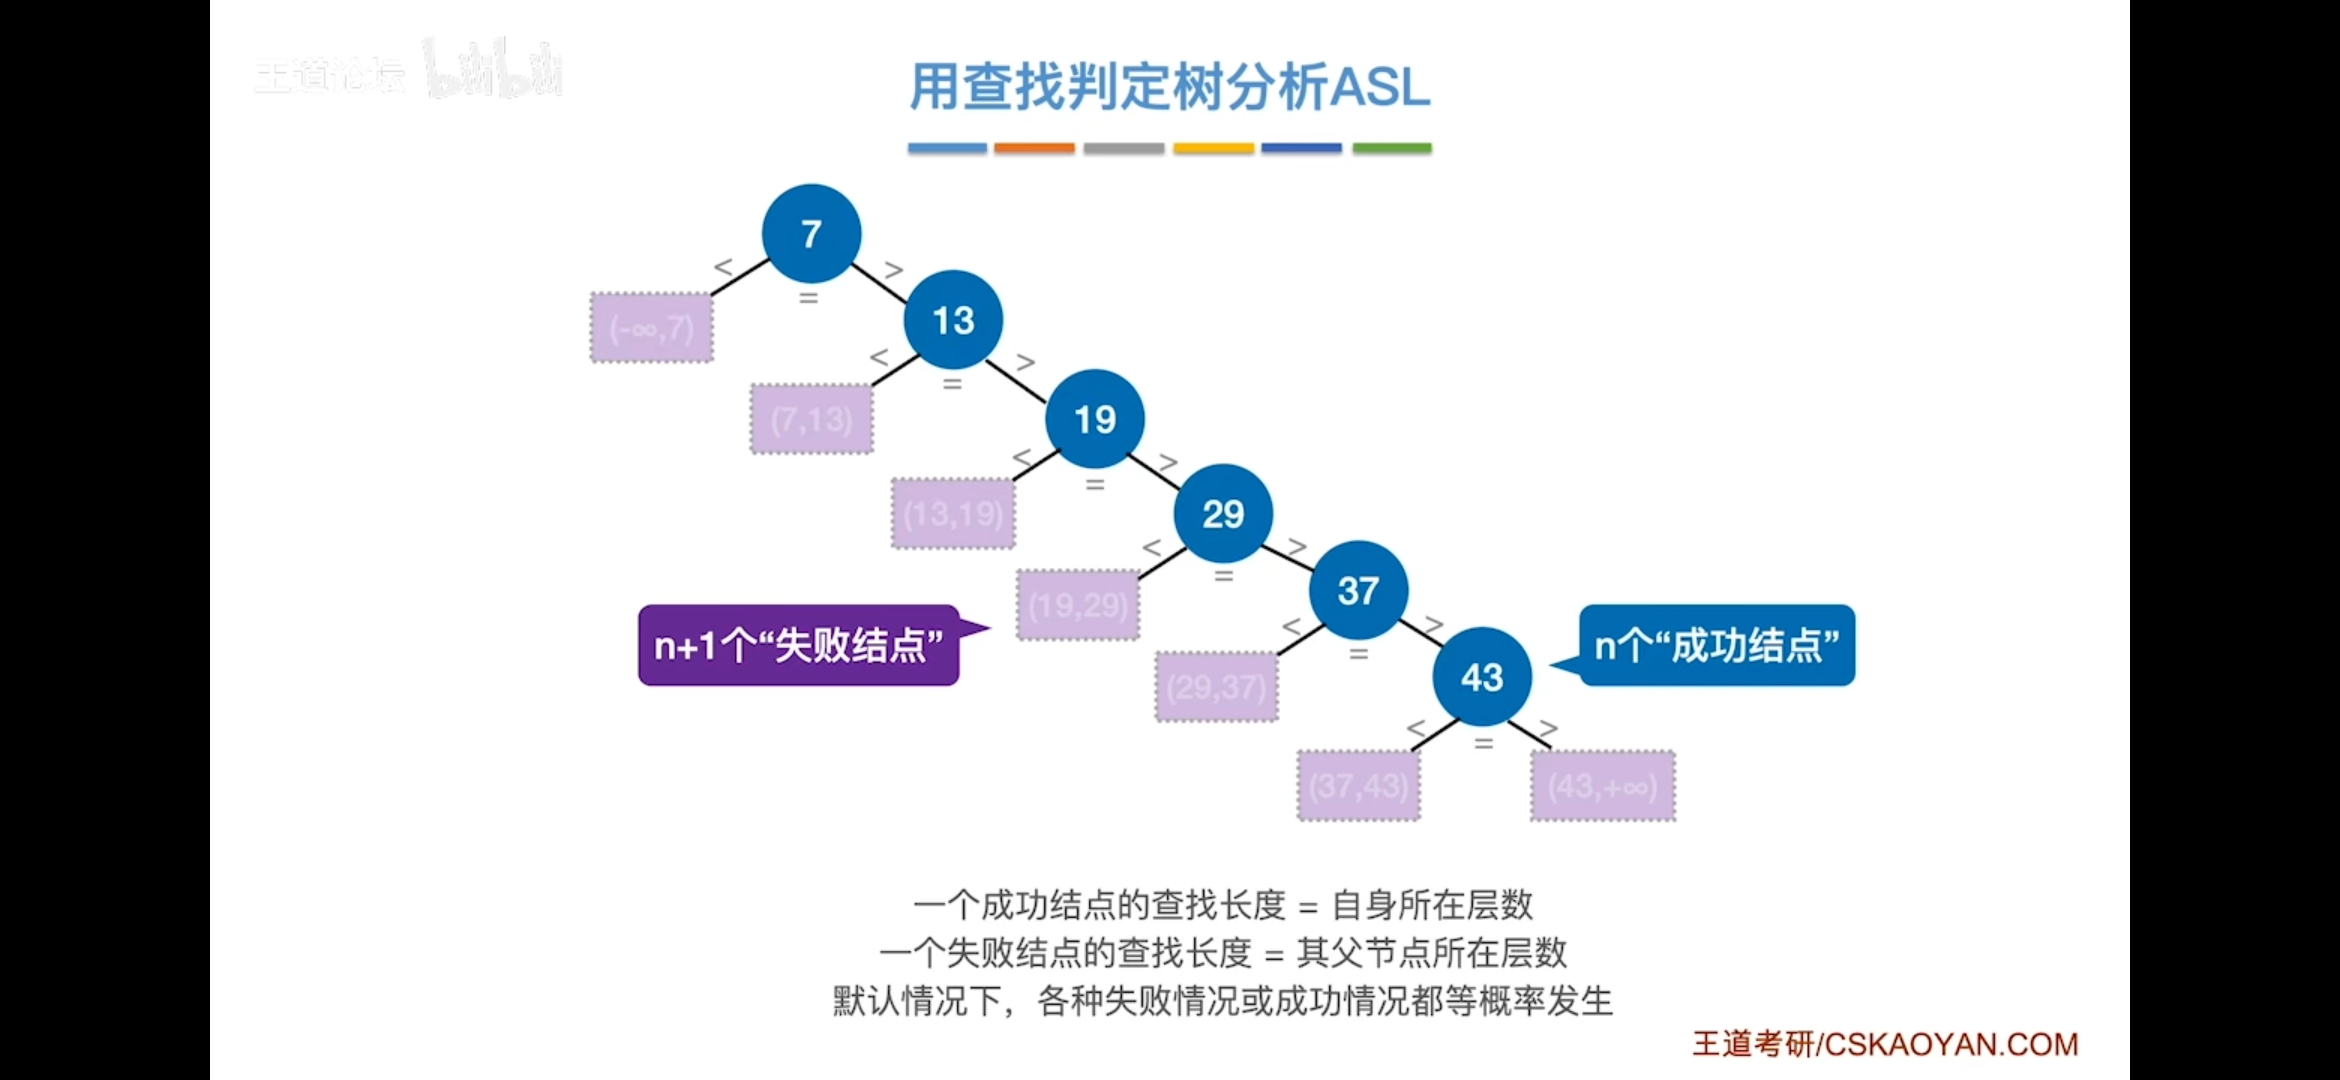 王道论坛 bilibili
用查找判定树分析ASL
7
< = >
(-∞,7)
13
< = >
(7,13)
19
< = >
(13,19)
29
< = >
(19,29)
37
< = >
(29,37)
43
< = >
(37,43)
(43,+∞)
n+1个“失败结点”
n个“成功结点”
一个成功结点的查找长度 = 自身所在层数
一个失败结点的查找长度 = 其父节点所在层数
默认情况下，各种失败情况或成功情况都等概率发生
王道考研/CSKAOYAN.COM